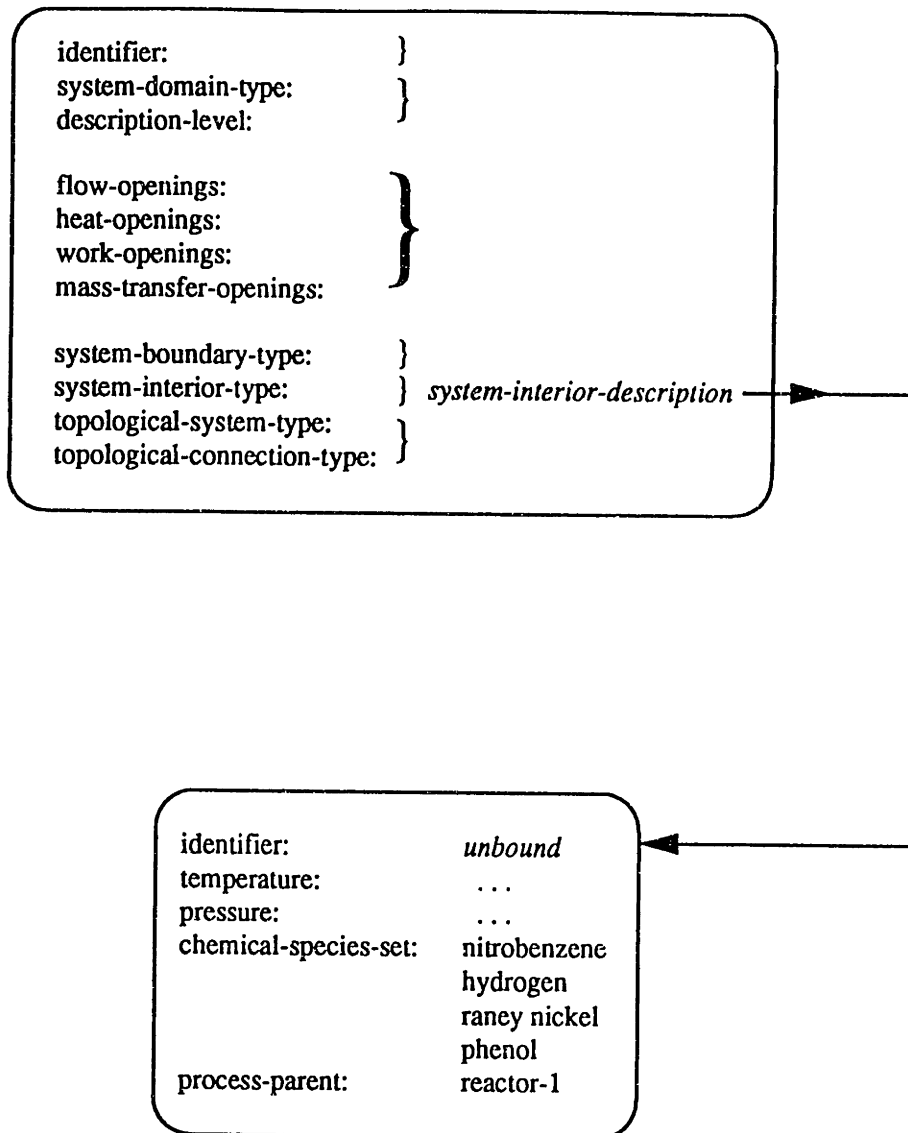 identifier: }
system-domain-type:
description-level: }
flow-openings:
heat-openings:
work-openings:
mass-transfer-openings: }
system-boundary-type: }
system-interior-type: } system-interior-description
topological-system-type:
topological-connection-type: }
identifier: unbound
temperature: ...
pressure: ...
chemical-species-set: nitrobenzene
hydrogen
raney nickel
phenol
process-parent: reactor-1